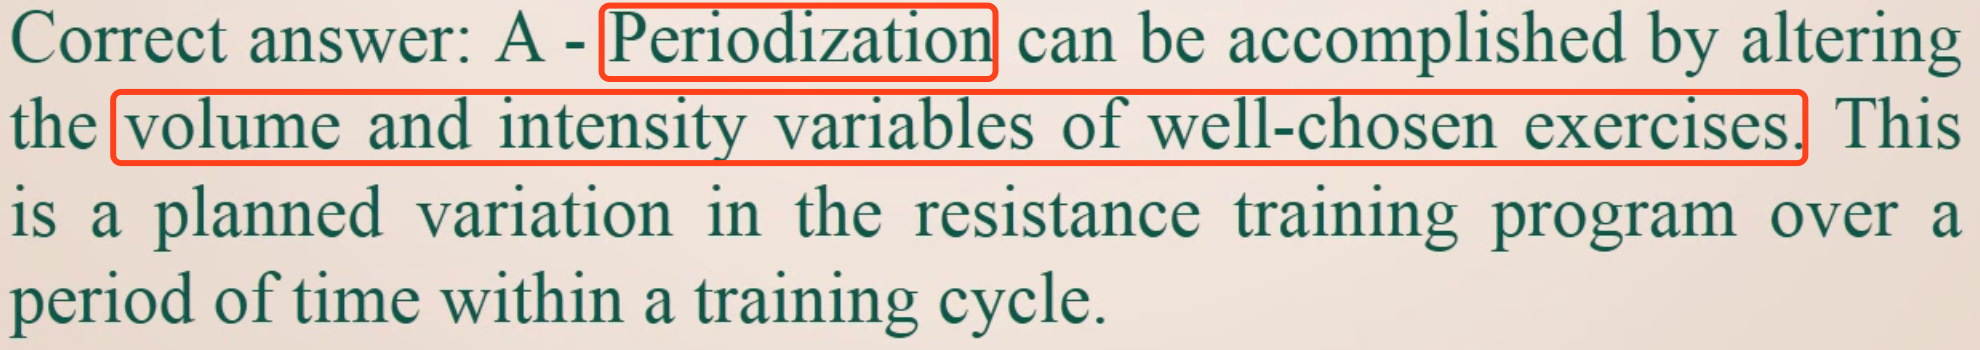 Correct answer: A - Periodization can be accomplished by altering
the volume and intensity variables of well-chosen exercises. This
is a planned variation in the resistance training program over a
period of time within a training cycle.